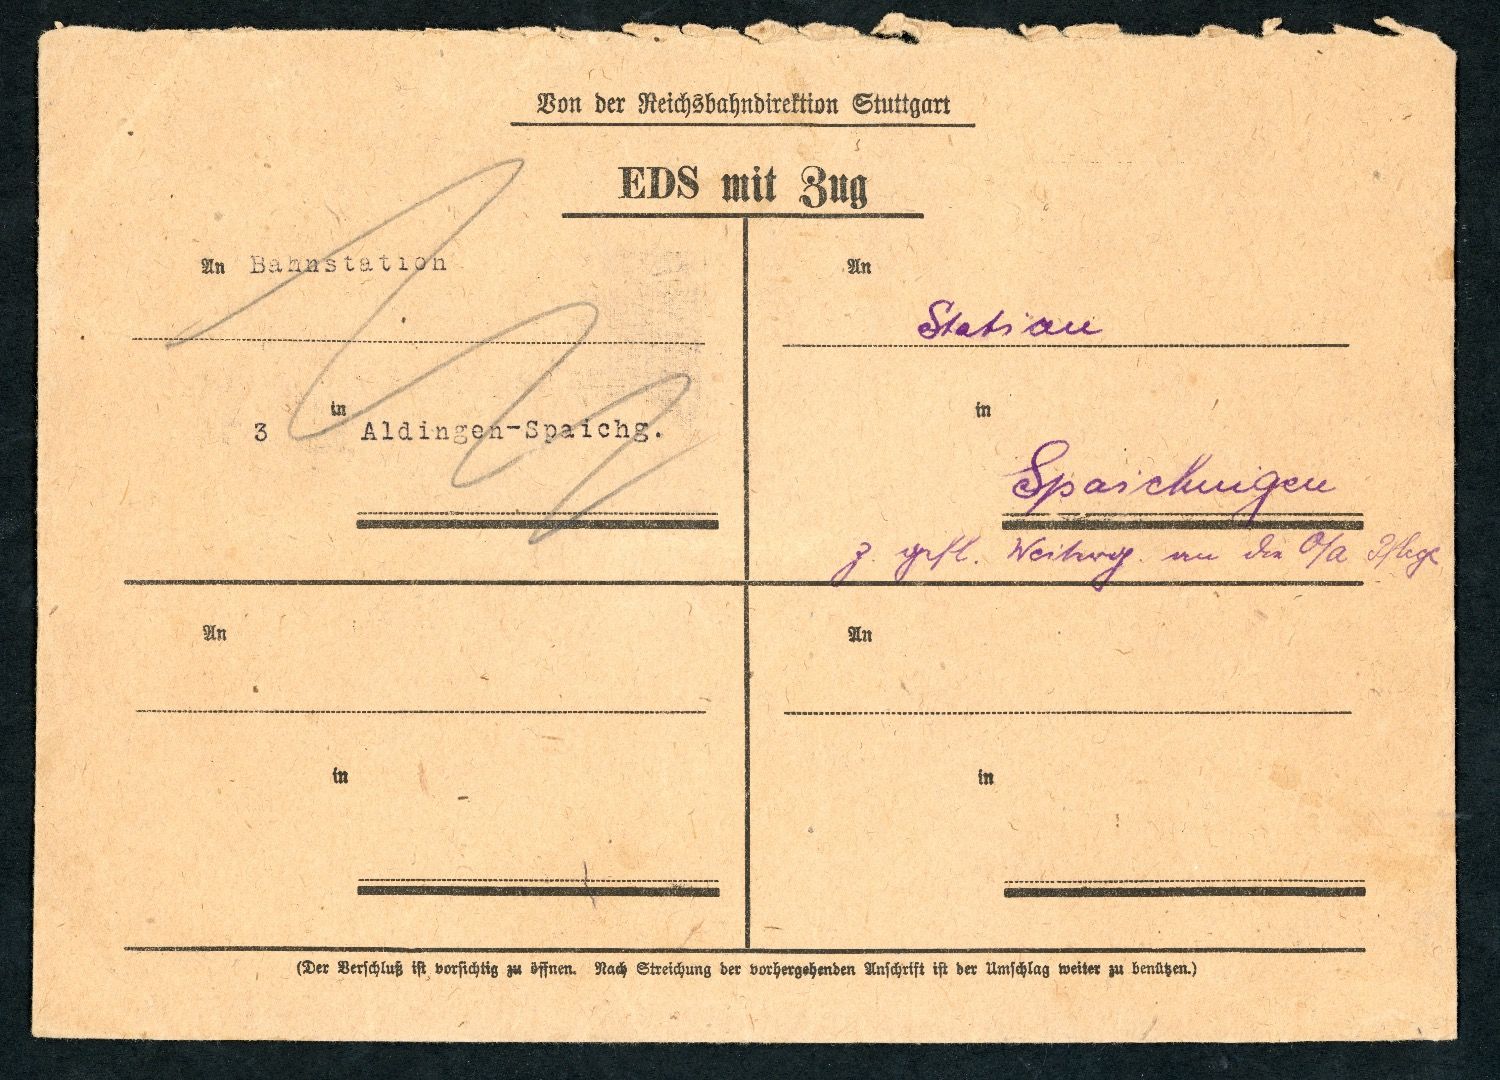 Von der Reichsbahndirektion Stuttgart
EDS mit Zug
An Bahnstation
in
3 Aldingen-Spaichg.
An
Station
in
Spaichingen
z. gefl. Weiterg. an die O/a Pflege
An
in
An
in
(Der Verschluß ist vorsichtig zu öffnen. Nach Streichung der vorhergehenden Anschrift ist der Umschlag weiter zu benützen.)